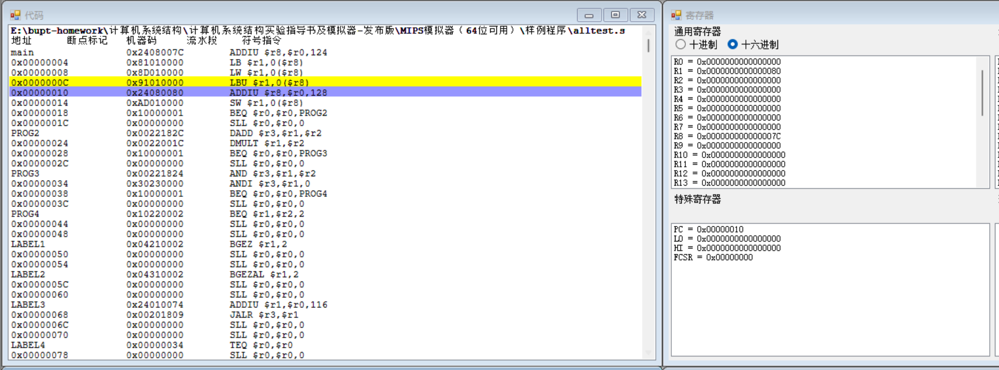 代码
E:\bupt-homework\计算机系统结构\计算机系统结构实验指导书及模拟器-发布版\MIPS模拟器（64位可用）\样例程序\alltest.s
地址 断点标记 机器码 流水段 符号指令
main 0x2408007C ADDIU $r8,$r0,124
0x00000004 0x81010000 LB $r1,0($r8)
0x00000008 0x8D010000 LW $r1,0($r8)
0x0000000C 0x91010000 LBU $r1,0($r8)
0x00000010 0x24080080 ADDIU $r8,$r0,128
0x00000014 0xAD010000 SW $r1,0($r8)
0x00000018 0x10000001 BEQ $r0,$r0,PROG2
0x0000001C 0x00000000 SLL $r0,$r0,0
PROG2 0x0022182C DADD $r3,$r1,$r2
0x00000024 0x0022001C DMULT $r1,$r2
0x00000028 0x10000001 BEQ $r0,$r0,PROG3
0x0000002C 0x00000000 SLL $r0,$r0,0
PROG3 0x00221824 AND $r3,$r1,$r2
0x00000034 0x30230000 ANDI $r3,$r1,0
0x00000038 0x10000001 BEQ $r0,$r0,PROG4
0x0000003C 0x00000000 SLL $r0,$r0,0
PROG4 0x10220002 BEQ $r1,$r2,2
0x00000044 0x00000000 SLL $r0,$r0,0
0x00000048 0x00000000 SLL $r0,$r0,0
LABEL1 0x04210002 BGEZ $r1,2
0x00000050 0x00000000 SLL $r0,$r0,0
0x00000054 0x00000000 SLL $r0,$r0,0
LABEL2 0x04310002 BGEZAL $r1,2
0x0000005C 0x00000000 SLL $r0,$r0,0
0x00000060 0x00000000 SLL $r0,$r0,0
LABEL3 0x24010074 ADDIU $r1,$r0,116
0x00000068 0x00201809 JALR $r3,$r1
0x0000006C 0x00000000 SLL $r0,$r0,0
0x00000070 0x00000000 SLL $r0,$r0,0
LABEL4 0x00000034 TEQ $r0,$r0
0x00000078 0x00000000 SLL $r0,$r0,0
寄存器
通用寄存器
十进制 十六进制
R0 = 0x0000000000000000
R1 = 0x0000000000000080
R2 = 0x0000000000000000
R3 = 0x0000000000000000
R4 = 0x0000000000000000
R5 = 0x0000000000000000
R6 = 0x0000000000000000
R7 = 0x0000000000000000
R8 = 0x000000000000007C
R9 = 0x0000000000000000
R10 = 0x0000000000000000
R11 = 0x0000000000000000
R12 = 0x0000000000000000
R13 = 0x0000000000000000
特殊寄存器
PC = 0x00000010
LO = 0x0000000000000000
HI = 0x0000000000000000
FCSR = 0x00000000